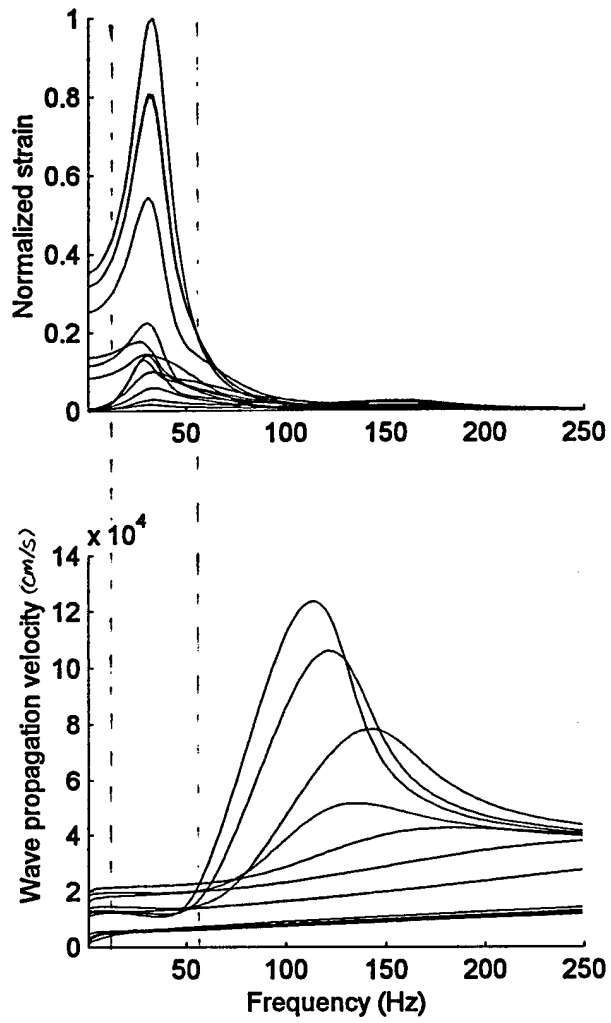 1
0.8
0.6
0.4
0.2
0
Normalized strain
50 100 150 200 250
x 10^4
14
12
10
8
6
4
2
0
Wave propagation velocity (cm/s)
50 100 150 200 250
Frequency (Hz)